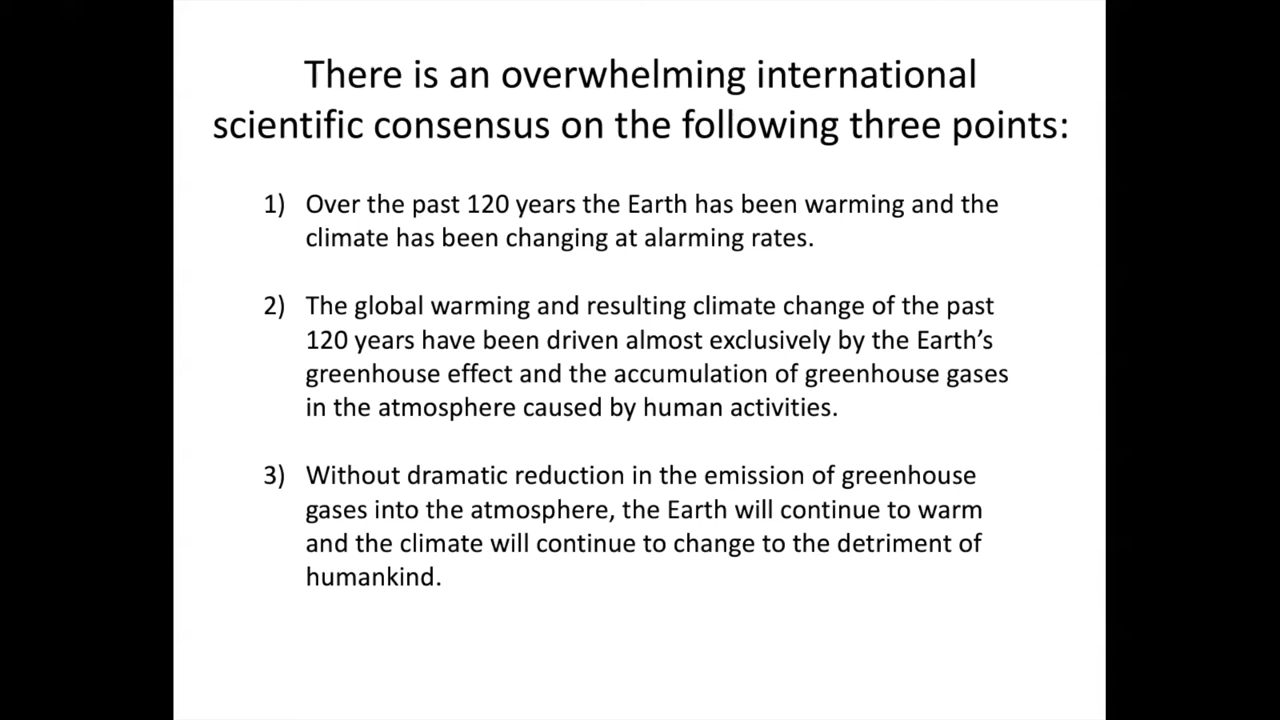 There is an overwhelming international
scientific consensus on the following three points:
1) Over the past 120 years the Earth has been warming and the
climate has been changing at alarming rates.
2) The global warming and resulting climate change of the past
120 years have been driven almost exclusively by the Earth’s
greenhouse effect and the accumulation of greenhouse gases
in the atmosphere caused by human activities.
3) Without dramatic reduction in the emission of greenhouse
gases into the atmosphere, the Earth will continue to warm
and the climate will continue to change to the detriment of
humankind.